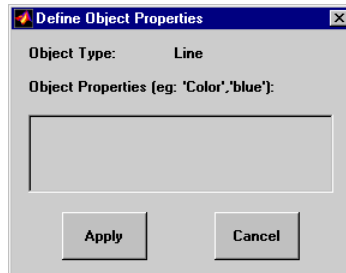 Define Object Properties
Object Type: Line
Object Properties (eg: 'Color','blue'):
Apply Cancel